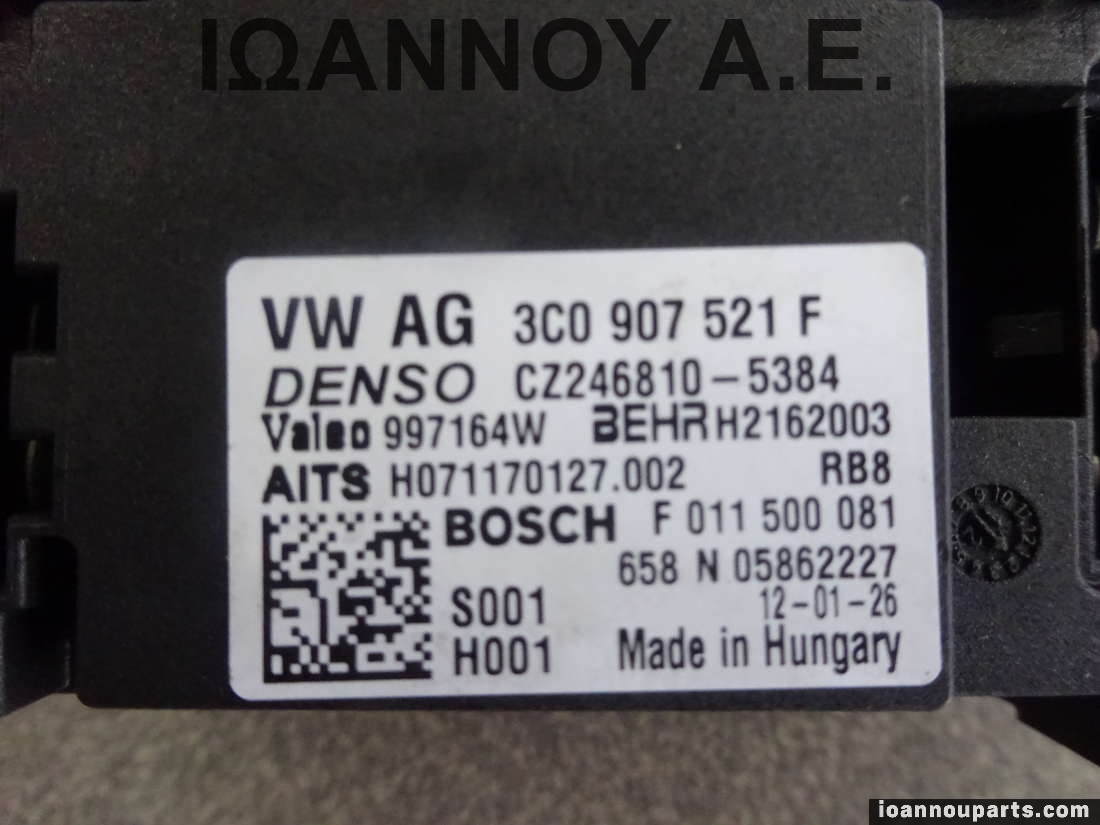 ΙΩΑΝΝΟΥ Α.Ε.
VW AG 3C0 907 521 F
DENSO CZ246810-5384
Valeo 997164W BEHR H2162003
AITS H071170127.002 RB8
BOSCH F 011 500 081
658 N 05862227
S001 12-01-26
H001 Made in Hungary
ioannouparts.com